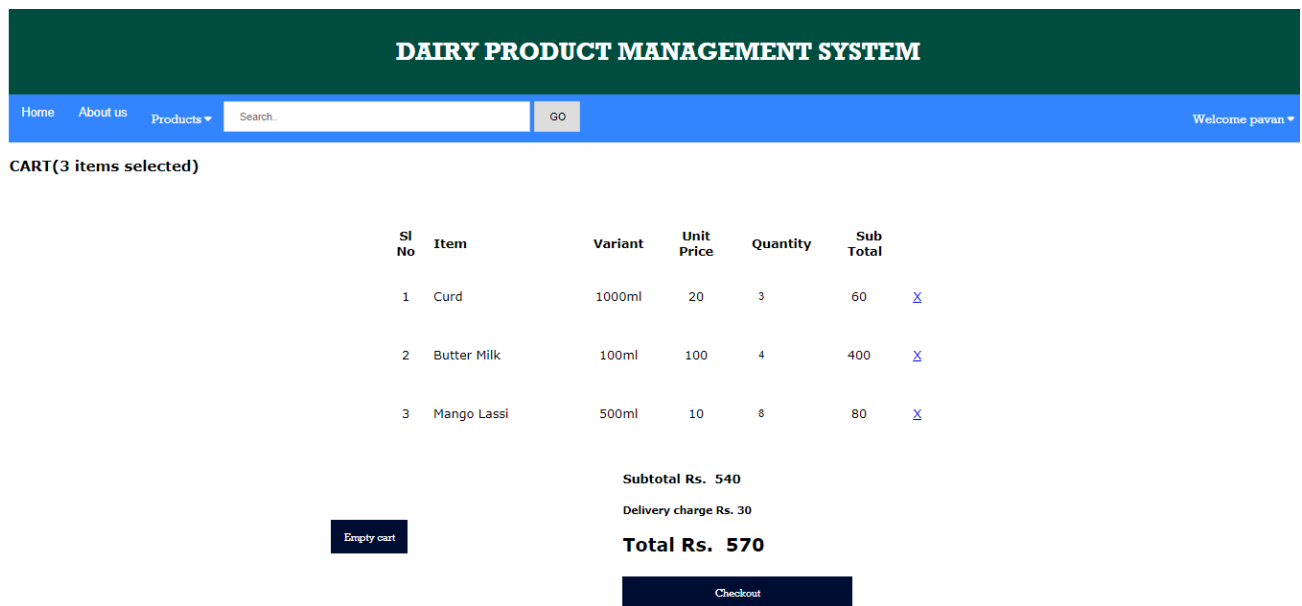 DAIRY PRODUCT MANAGEMENT SYSTEM
Home About us Products Search.. GO Welcome pavan
CART(3 items selected)
Sl No Item Variant Unit Price Quantity Sub Total
1 Curd 1000ml 20 3 60 X
2 Butter Milk 100ml 100 4 400 X
3 Mango Lassi 500ml 10 8 80 X
Subtotal Rs. 540
Delivery charge Rs. 30
Empty cart
Total Rs. 570
Checkout